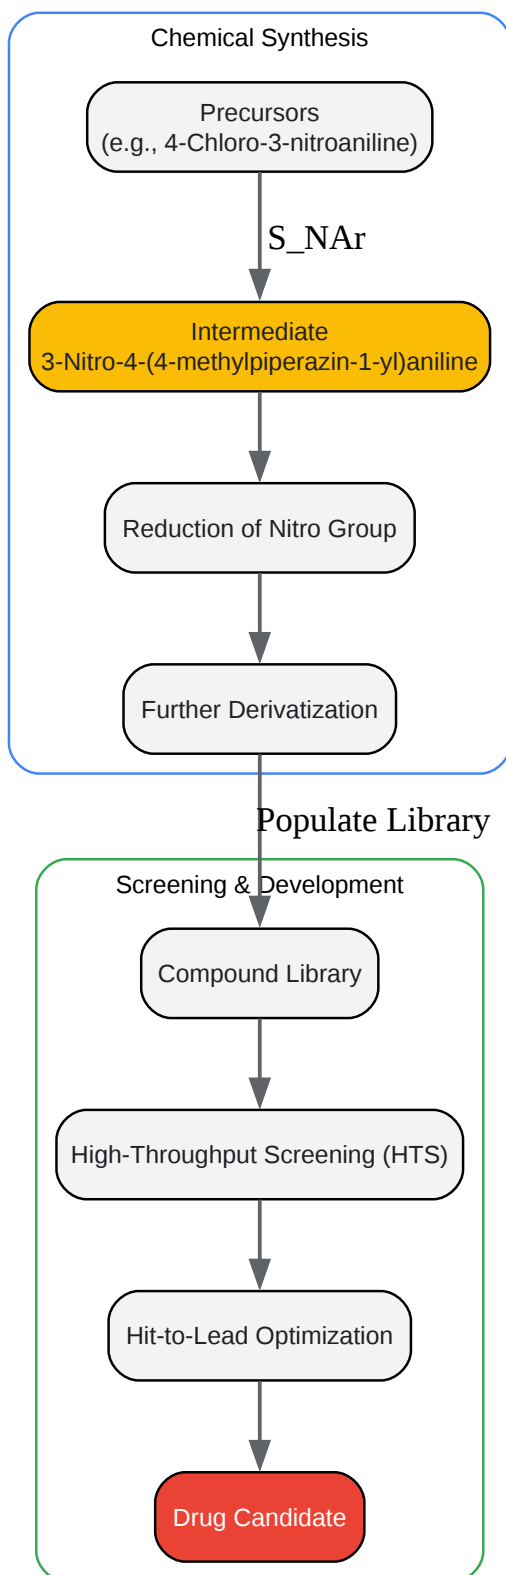 Chemical Synthesis
Precursors
(e.g., 4-Chloro-3-nitroaniline)
S_NAr
Intermediate
3-Nitro-4-(4-methylpiperazin-1-yl)aniline
Reduction of Nitro Group
Further Derivatization
Populate Library
Screening & Development
Compound Library
High-Throughput Screening (HTS)
Hit-to-Lead Optimization
Drug Candidate